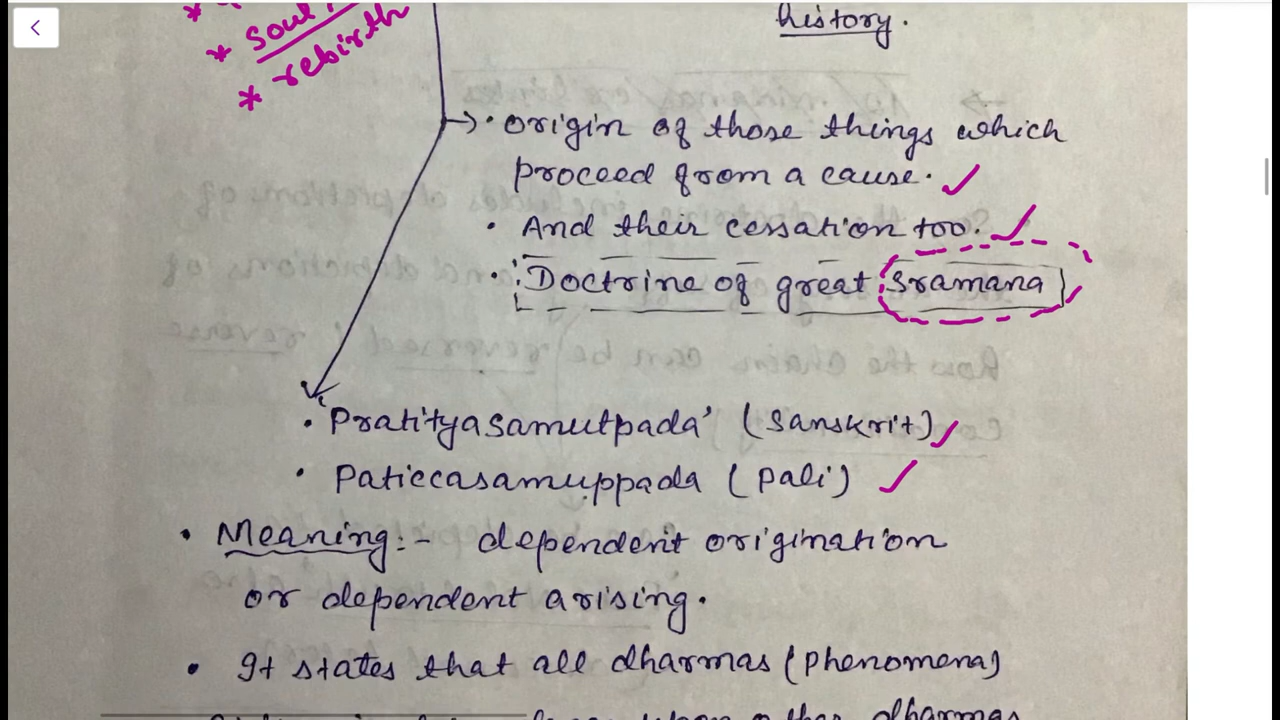 * soul,
* rebirth
history.
→ • origin of those things which
proceed from a cause.
• And their cessation too.
• Doctrine of great Sramana
• 'Pratityasamutpada' (Sanskrit)
• Paticcasamuppada (Pali)
• Meaning:- dependent origination
or dependent arising.
• It states that all dharmas (phenomena)
dharmas